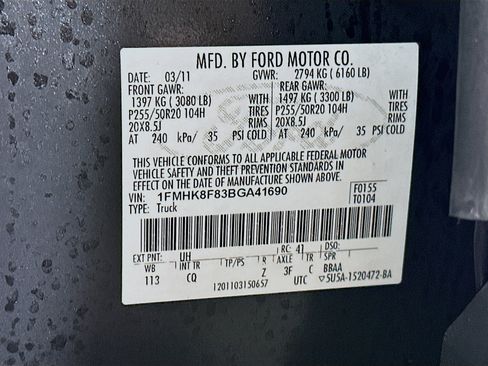 MFD. BY FORD MOTOR CO.
DATE: 03/11 GVWR: 2794 KG ( 6160 LB)
FRONT GAWR: REAR GAWR:
1397 KG ( 3080 LB) WITH 1497 KG ( 3300 LB) WITH
P255/50R20 104H TIRES P255/50R20 104H TIRES
20X8.5J RIMS 20X8.5J RIMS
AT 240 kPa/ 35 PSI COLD AT 240 kPa/ 35 PSI COLD
THIS VEHICLE CONFORMS TO ALL APPLICABLE FEDERAL MOTOR
VEHICLE SAFETY AND THEFT PREVENTION STANDARDS IN
EFFECT ON THE DATE OF MANUFACTURE SHOWN ABOVE.
VIN: 1FMHK8F83BGA41690 F0155
TYPE: Truck T0104
EXT PNT: UH RC: 41 DSO:
WB INT TR TP/PS R AXLE TR SPR
113 CQ Z 3F C BBAA
1201103150657 UTC 5U5A-1520472-BA